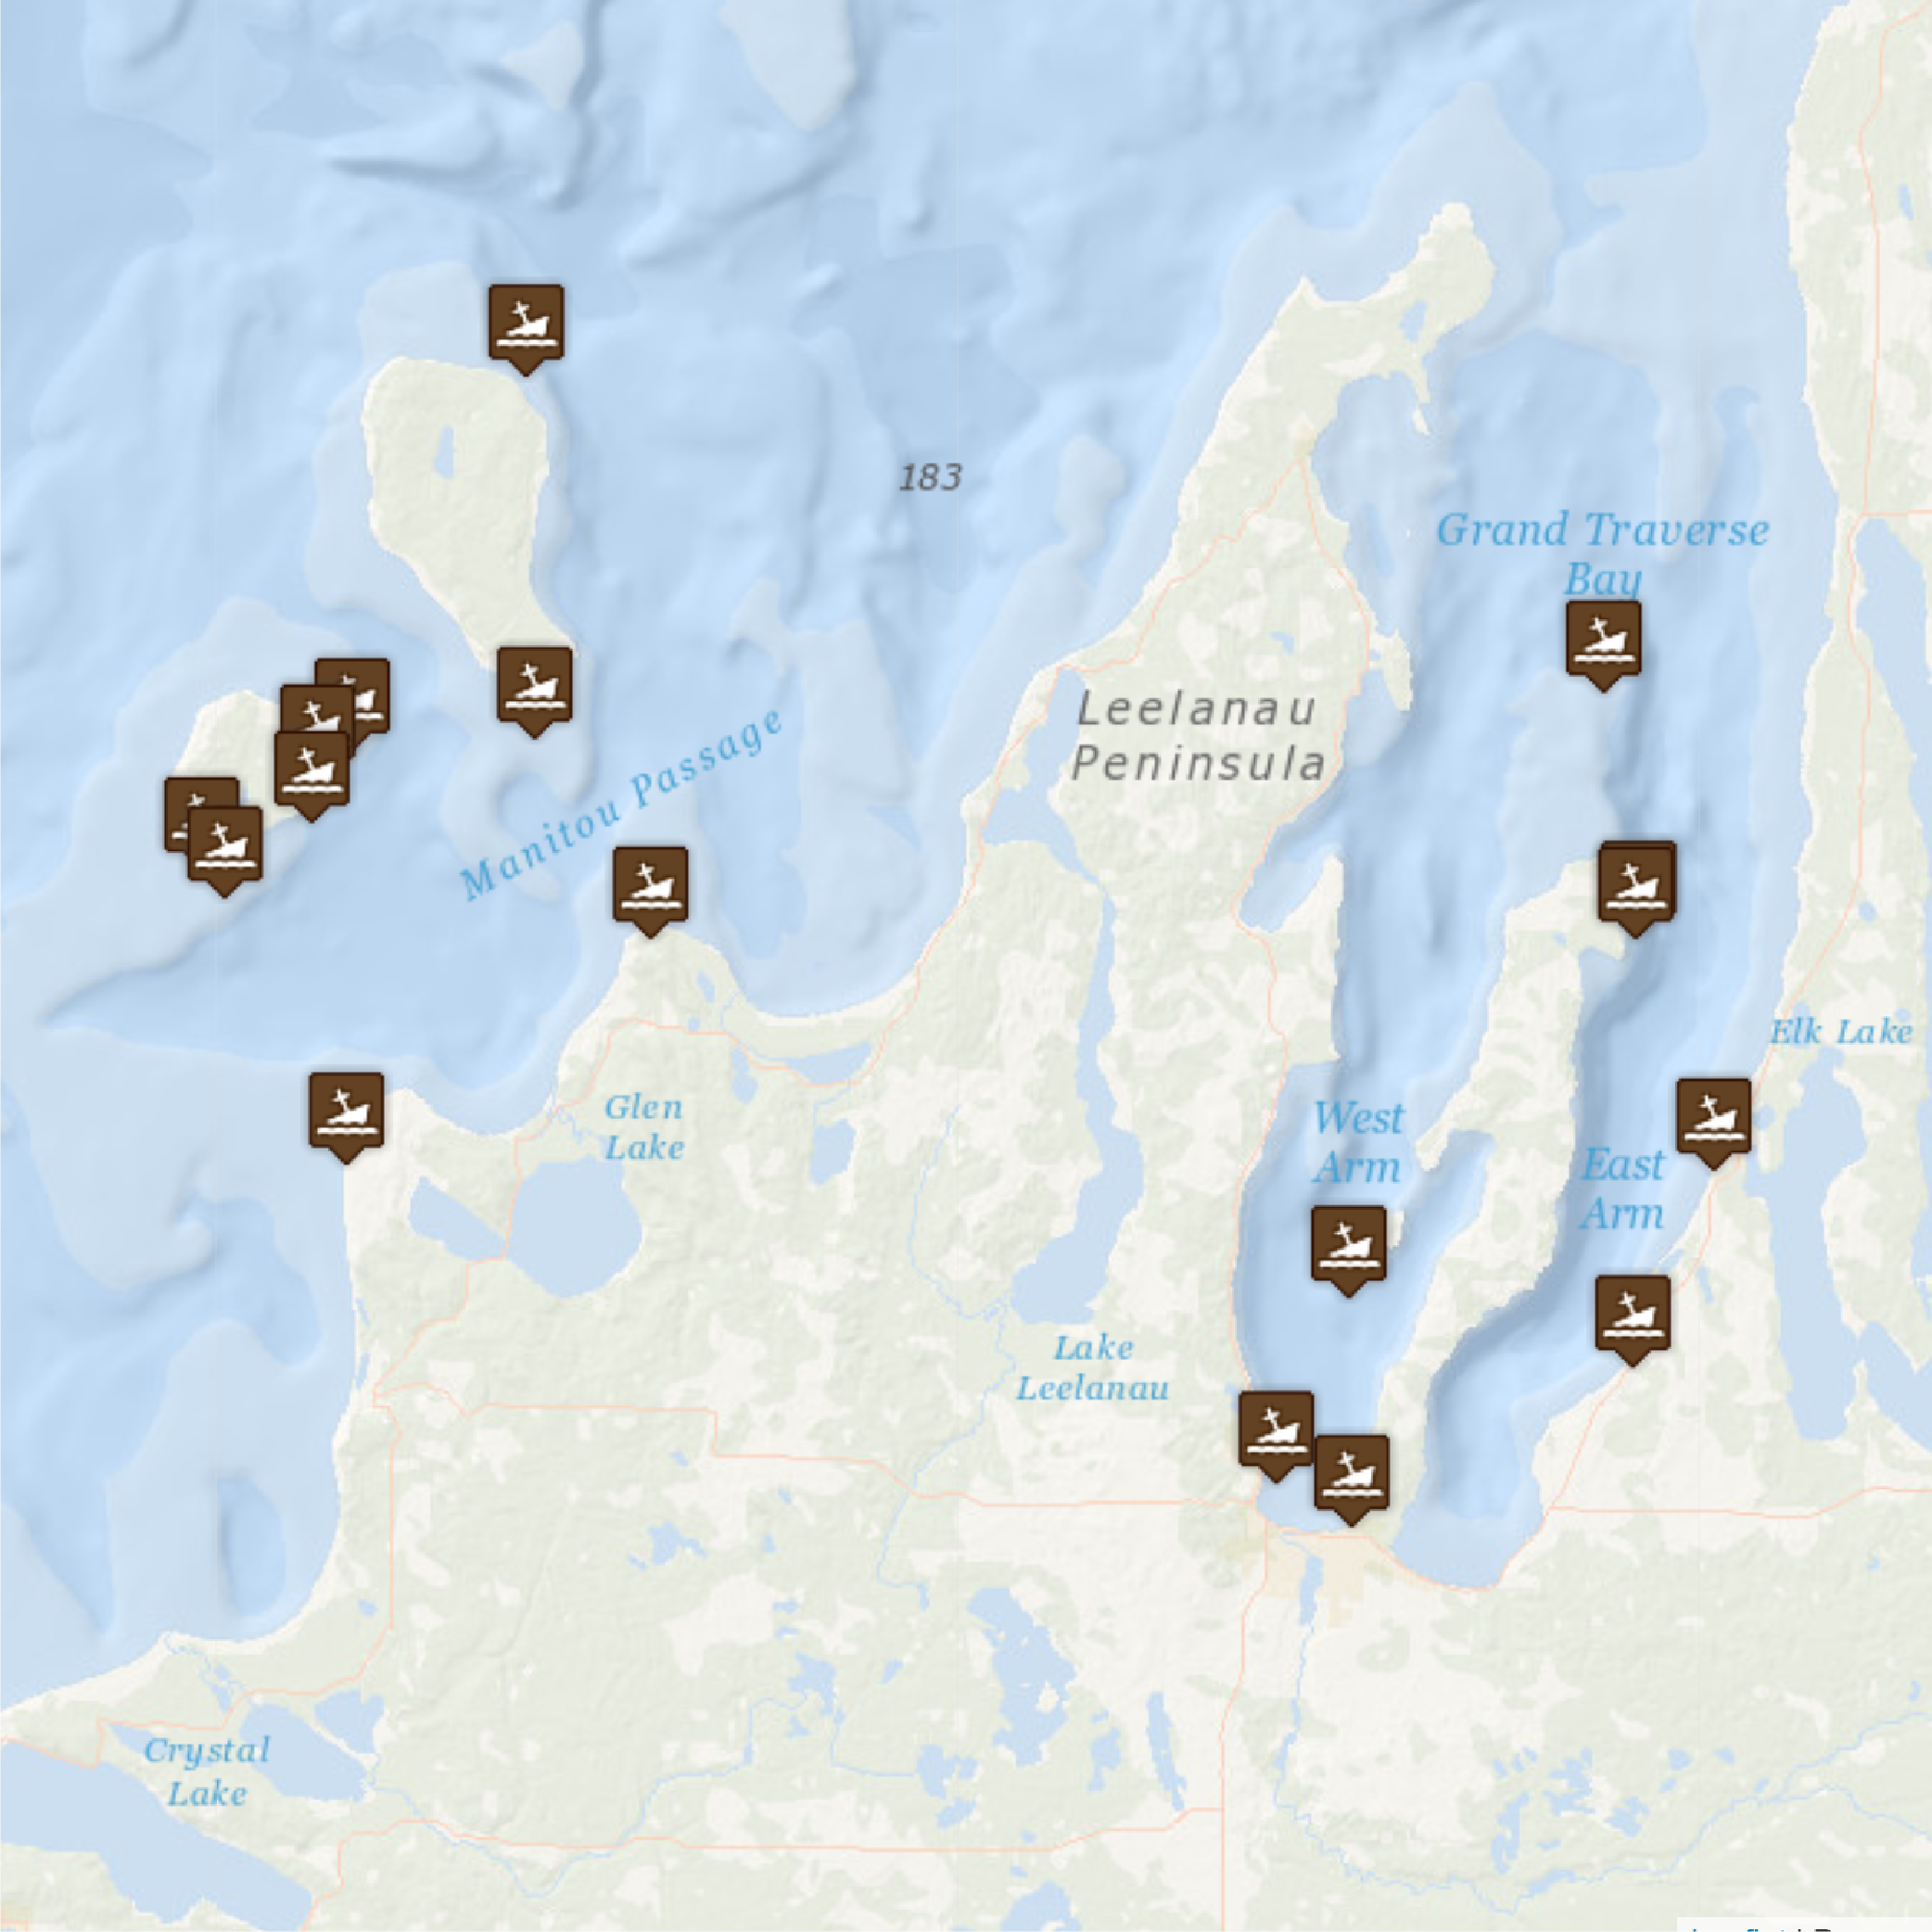 183
Grand Traverse
Bay
Leelanau
Peninsula
Manitou Passage
Elk Lake
Glen
Lake
West
Arm
East
Arm
Lake
Leelanau
Crystal
Lake